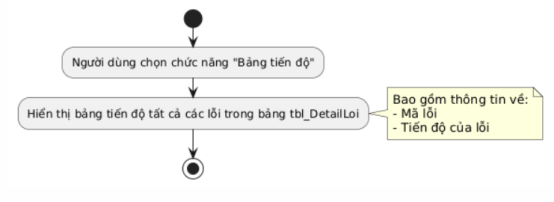 Người dùng chọn chức năng "Bảng tiến độ"
Hiển thị bảng tiến độ tất cả các lỗi trong bảng tbl_DetailLoi
Bao gồm thông tin về:
- Mã lỗi
- Tiến độ của lỗi